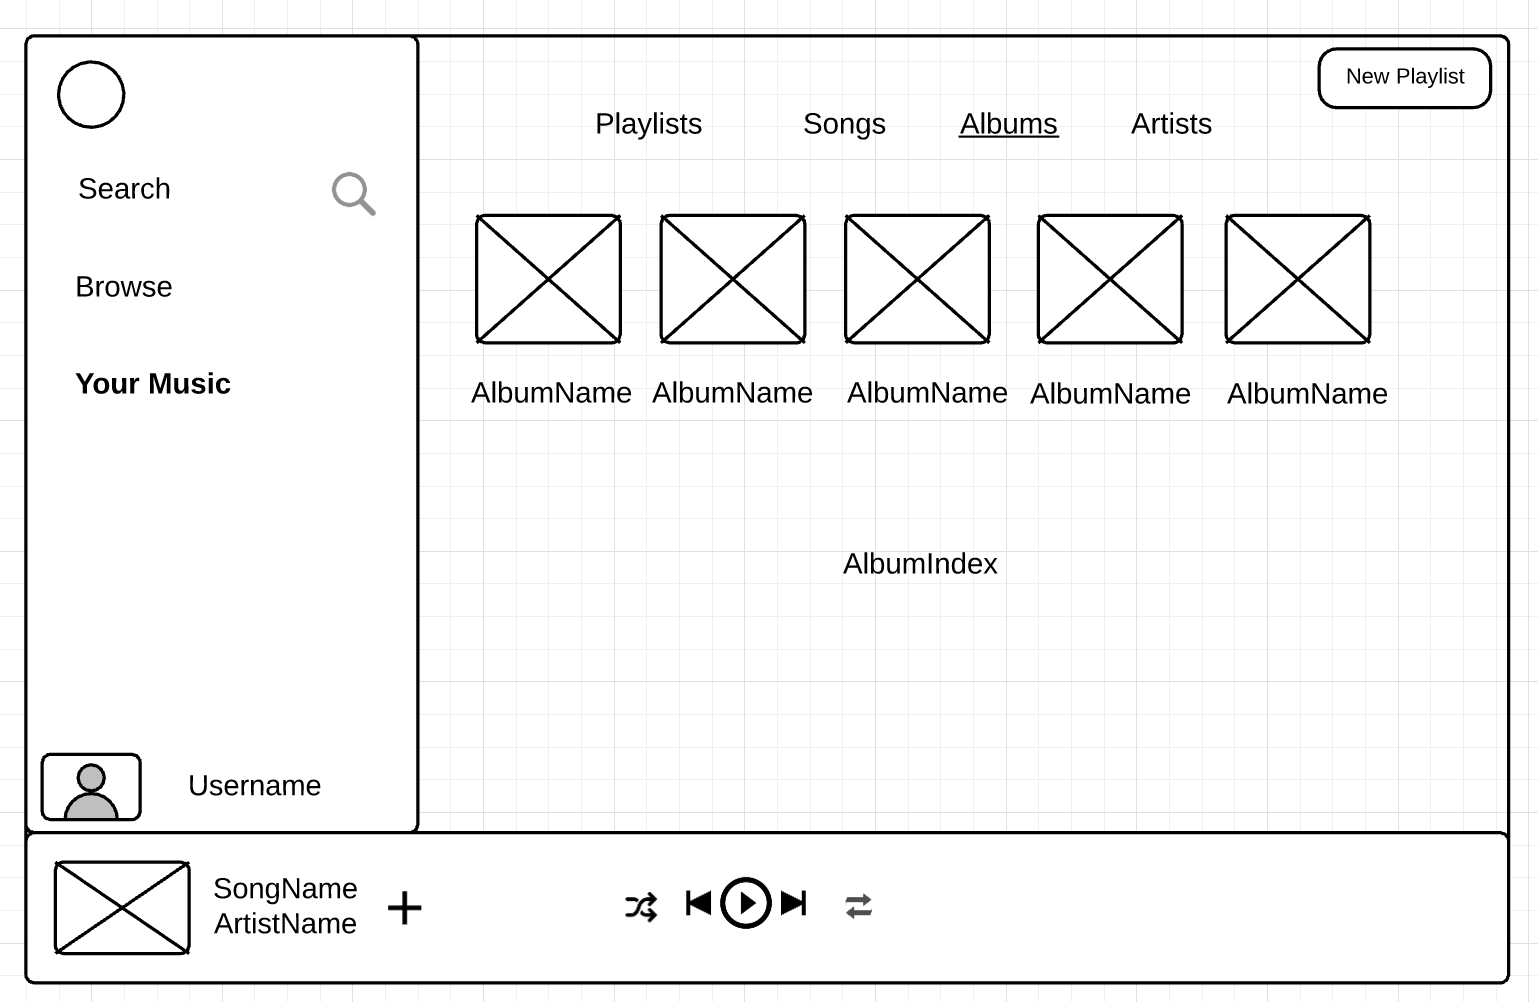 New Playlist
Playlists Songs Albums Artists
Search
Browse
Your Music
AlbumName AlbumName AlbumName AlbumName AlbumName
AlbumIndex
Username
SongName
ArtistName